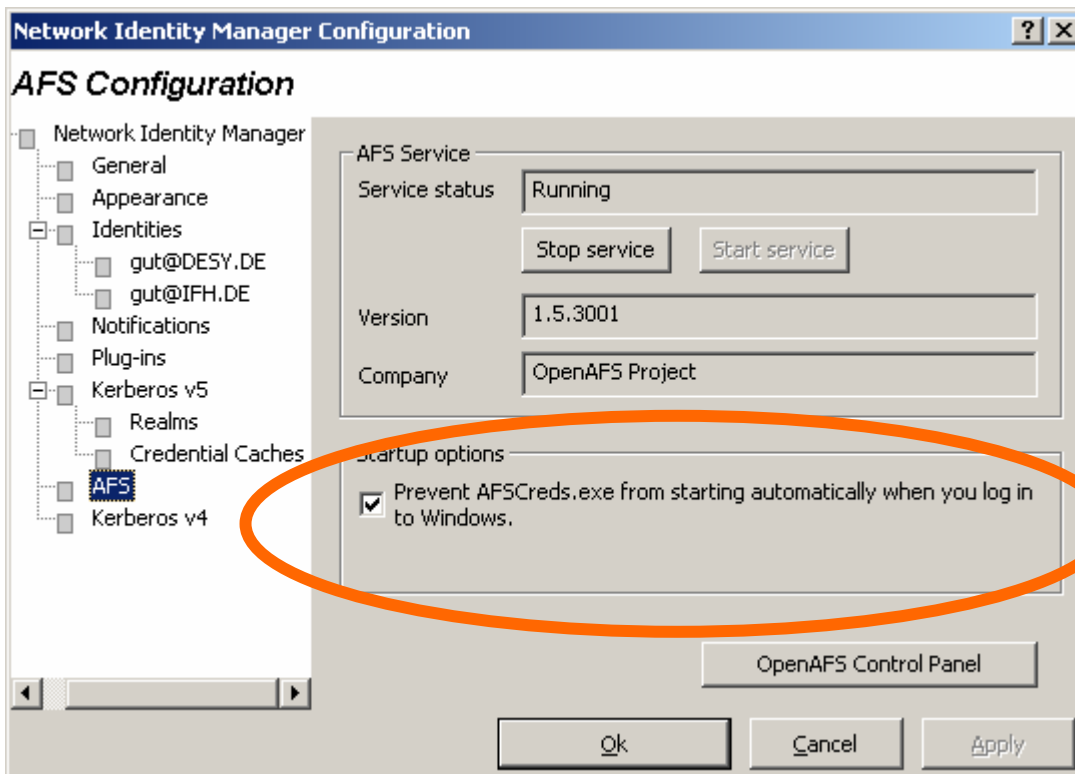 Network Identity Manager Configuration
AFS Configuration
Network Identity Manager
General
Appearance
Identities
gut@DESY.DE
gut@IFH.DE
Notifications
Plug-ins
Kerberos v5
Realms
Credential Caches
AFS
Kerberos v4
AFS Service
Service status
Running
Stop service
Start service
Version
1.5.3001
Company
OpenAFS Project
Startup options
Prevent AFSCreds.exe from starting automatically when you log in
to Windows.
OpenAFS Control Panel
Ok
Cancel
Apply